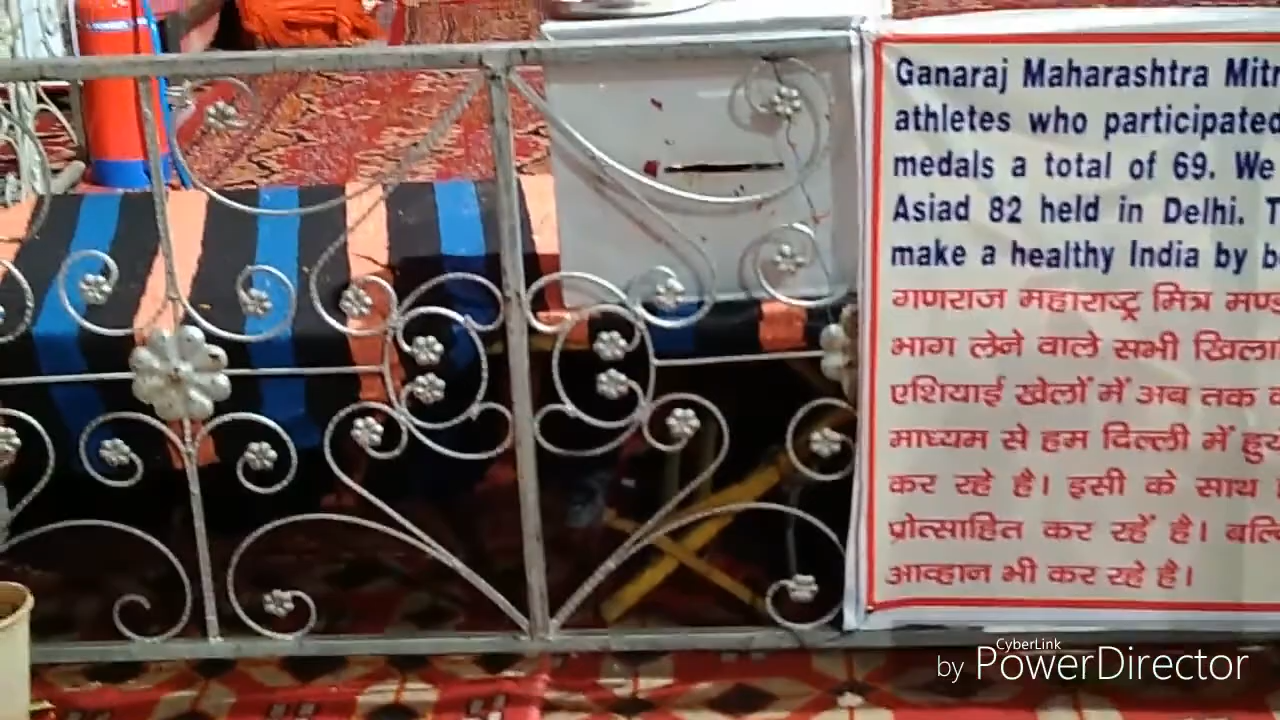 Ganaraj Maharashtra Mitr
athletes who participated
medals a total of 69. We
Asiad 82 held in Delhi. T
make a healthy India by b
गणराज महाराष्ट्र मित्र मण्ड
भाग लेने वाले सभी खिला
एशियाई खेलों में अब तक
माध्यम से हम दिल्ली में हुय
कर रहे है। इसी के साथ
प्रोत्साहित कर रहें है। बल्कि
आव्हान भी कर रहे है।
CyberLink
by PowerDirector